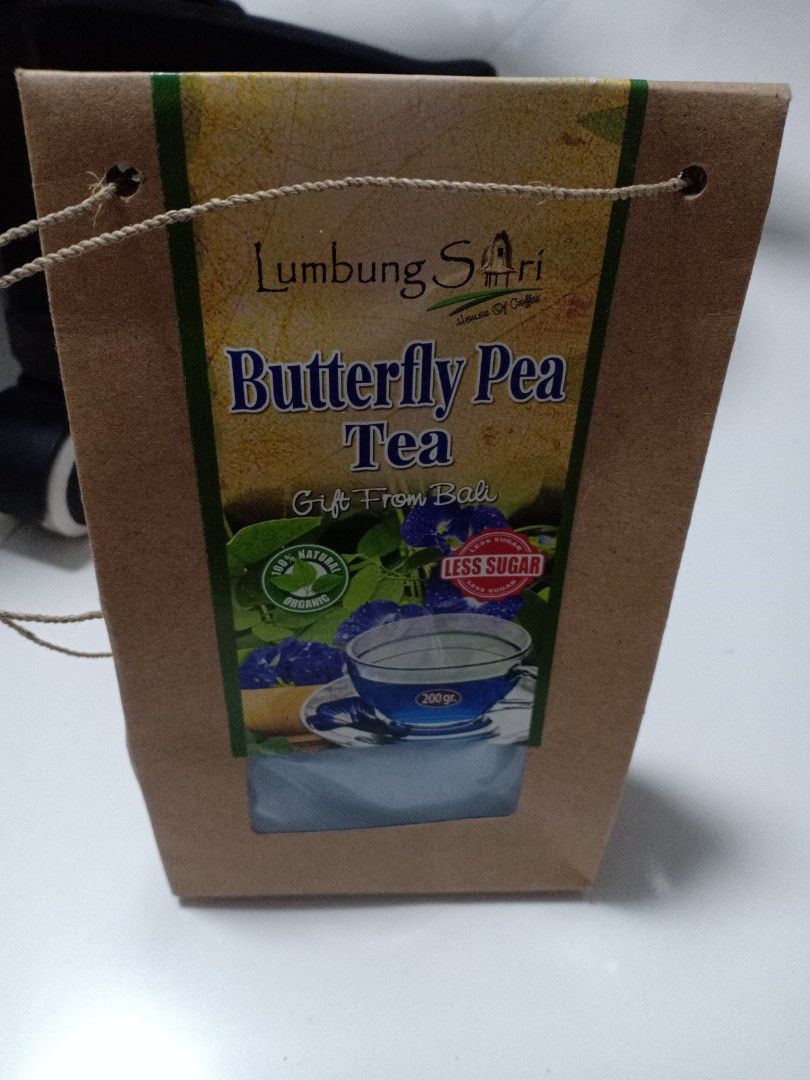 Lumbung Sari
House Of Coffee
Butterfly Pea
Tea
Gift From Bali
100% NATURAL
ORGANIC
LESS SUGAR
LESS SUGAR
LESS SUGAR
200 gr.